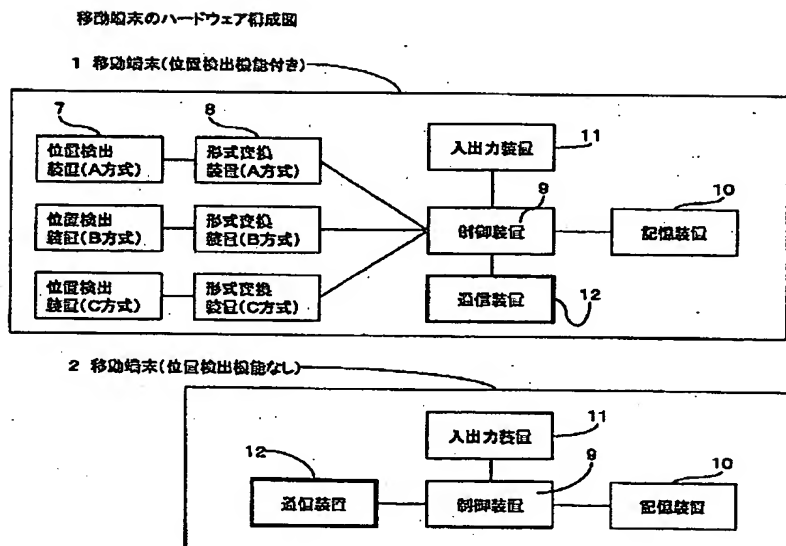 移動端末のハードウェア構成図
1 移動端末(位置検出機能付き)
7
8
位置検出
装置(A方式)
形式変換
装置(A方式)
入出力装置
11
位置検出
装置(B方式)
形式変換
装置(B方式)
制御装置
9
記憶装置
10
位置検出
装置(C方式)
形式変換
装置(C方式)
通信装置
12
2 移動端末(位置検出機能なし)
入出力装置
11
12
通信装置
制御装置
9
記憶装置
10